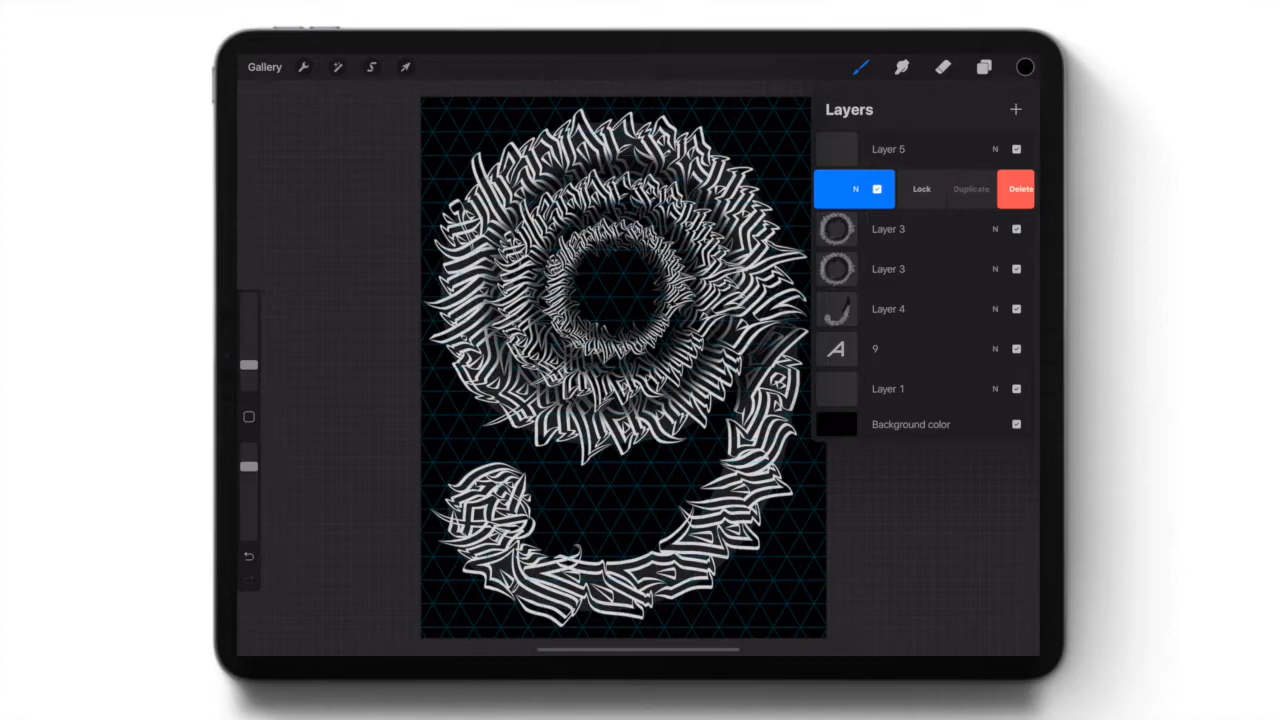 Gallery
Layers
Layer 5 N
N Lock Duplicate Delete
Layer 3 N
Layer 3 N
Layer 4 N
A 9 N
Layer 1 N
Background color